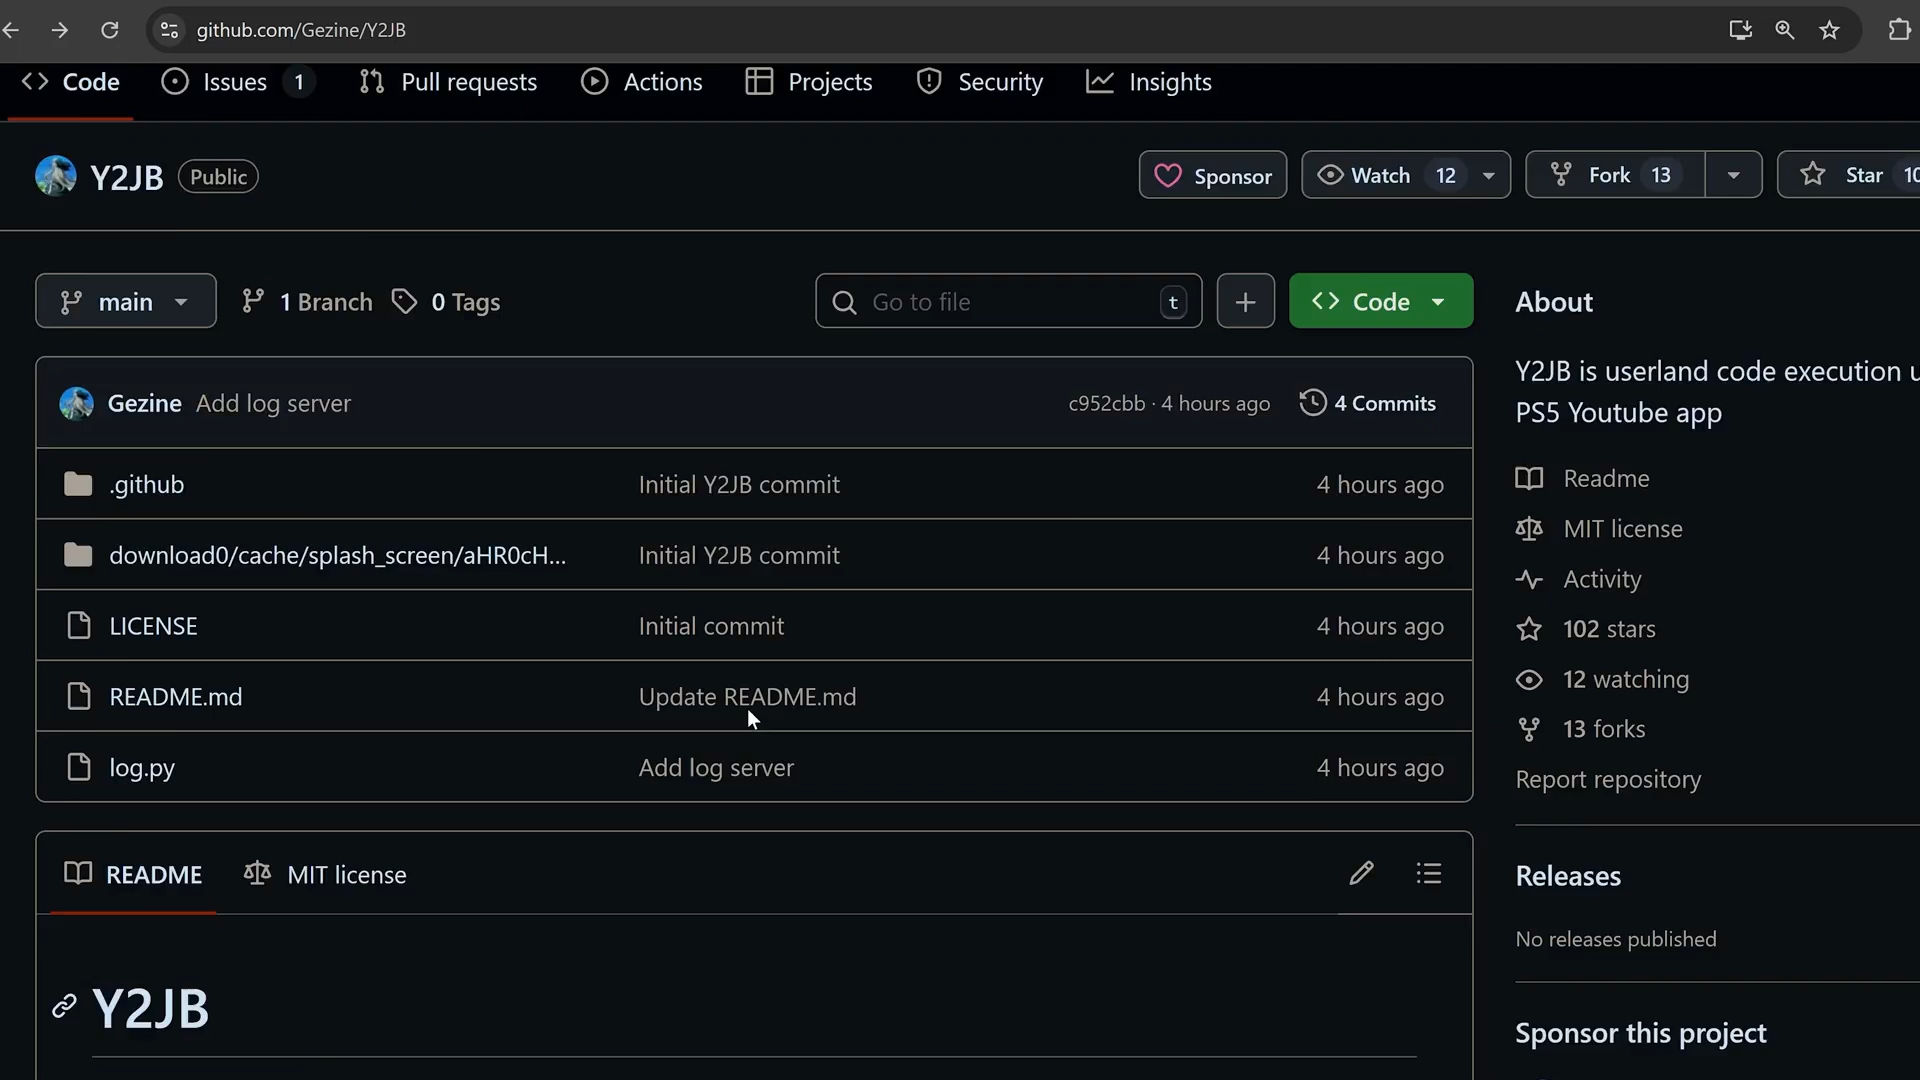 github.com/Gezine/Y2JB
Code Issues 1 Pull requests Actions Projects Security Insights
Y2JB Public Sponsor Watch 12 Fork 13 Star 10
main 1 Branch 0 Tags Go to file t Code About
Y2JB is userland code execution u
PS5 Youtube app
Gezine Add log server c952cbb · 4 hours ago 4 Commits
.github Initial Y2JB commit 4 hours ago
download0/cache/splash_screen/aHR0cH... Initial Y2JB commit 4 hours ago
LICENSE Initial commit 4 hours ago
README.md Update README.md 4 hours ago
log.py Add log server 4 hours ago
Readme
MIT license
Activity
102 stars
12 watching
13 forks
Report repository
README MIT license
Y2JB
Releases
No releases published
Sponsor this project